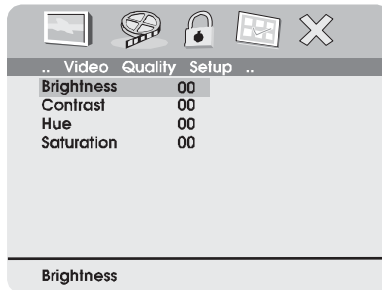 .. Video Quality Setup ..
Brightness 00
Contrast 00
Hue 00
Saturation 00
Brightness